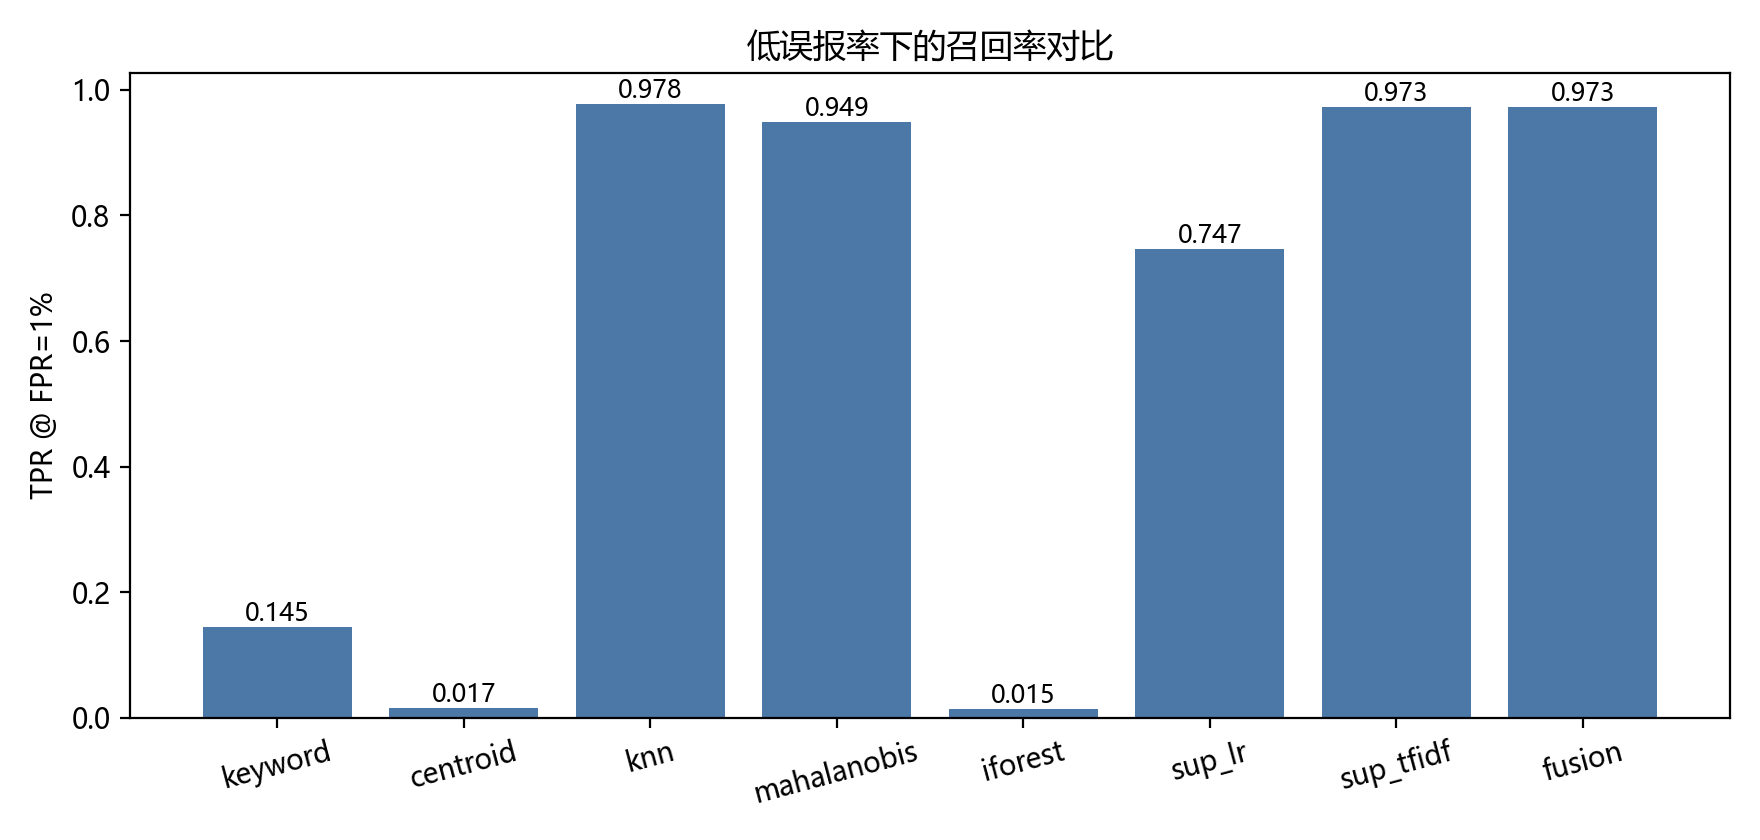 低误报率下的召回率对比
TPR @ FPR=1%
1.0
0.8
0.6
0.4
0.2
0.0
0.145
0.017
0.978
0.949
0.015
0.747
0.973
0.973
keyword
centroid
knn
mahalanobis
iforest
sup_lr
sup_tfidf
fusion